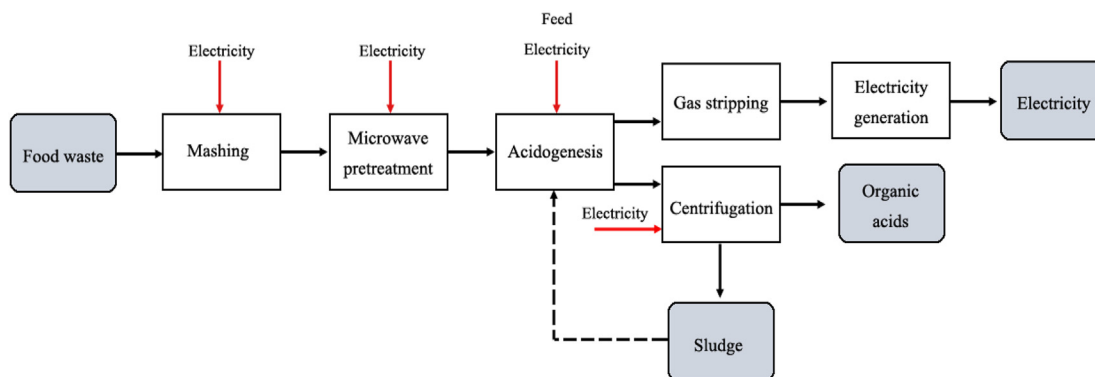 Feed
Electricity
Electricity
Electricity
Food waste
Mashing
Microwave
pretreatment
Acidogenesis
Gas stripping
Electricity
generation
Electricity
Electricity
Centrifugation
Organic
acids
Sludge